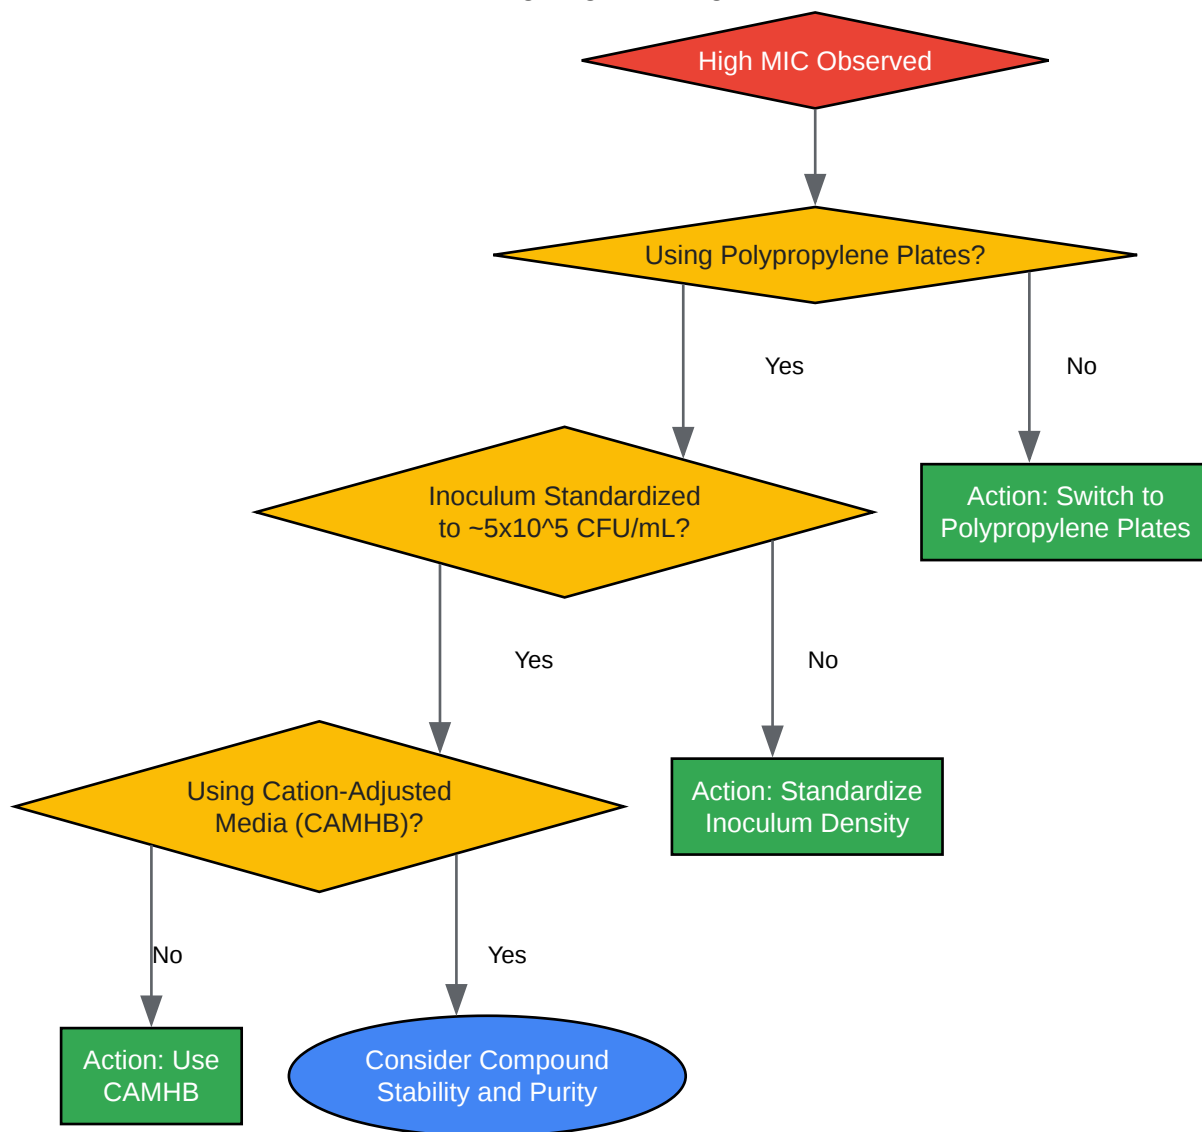 High MIC Observed
Using Polypropylene Plates?
Yes
No
Inoculum Standardized
to ~5x10^5 CFU/mL?
Action: Switch to
Polypropylene Plates
Yes
No
Using Cation-Adjusted
Media (CAMHB)?
Action: Standardize
Inoculum Density
No
Yes
Action: Use
CAMHB
Consider Compound
Stability and Purity